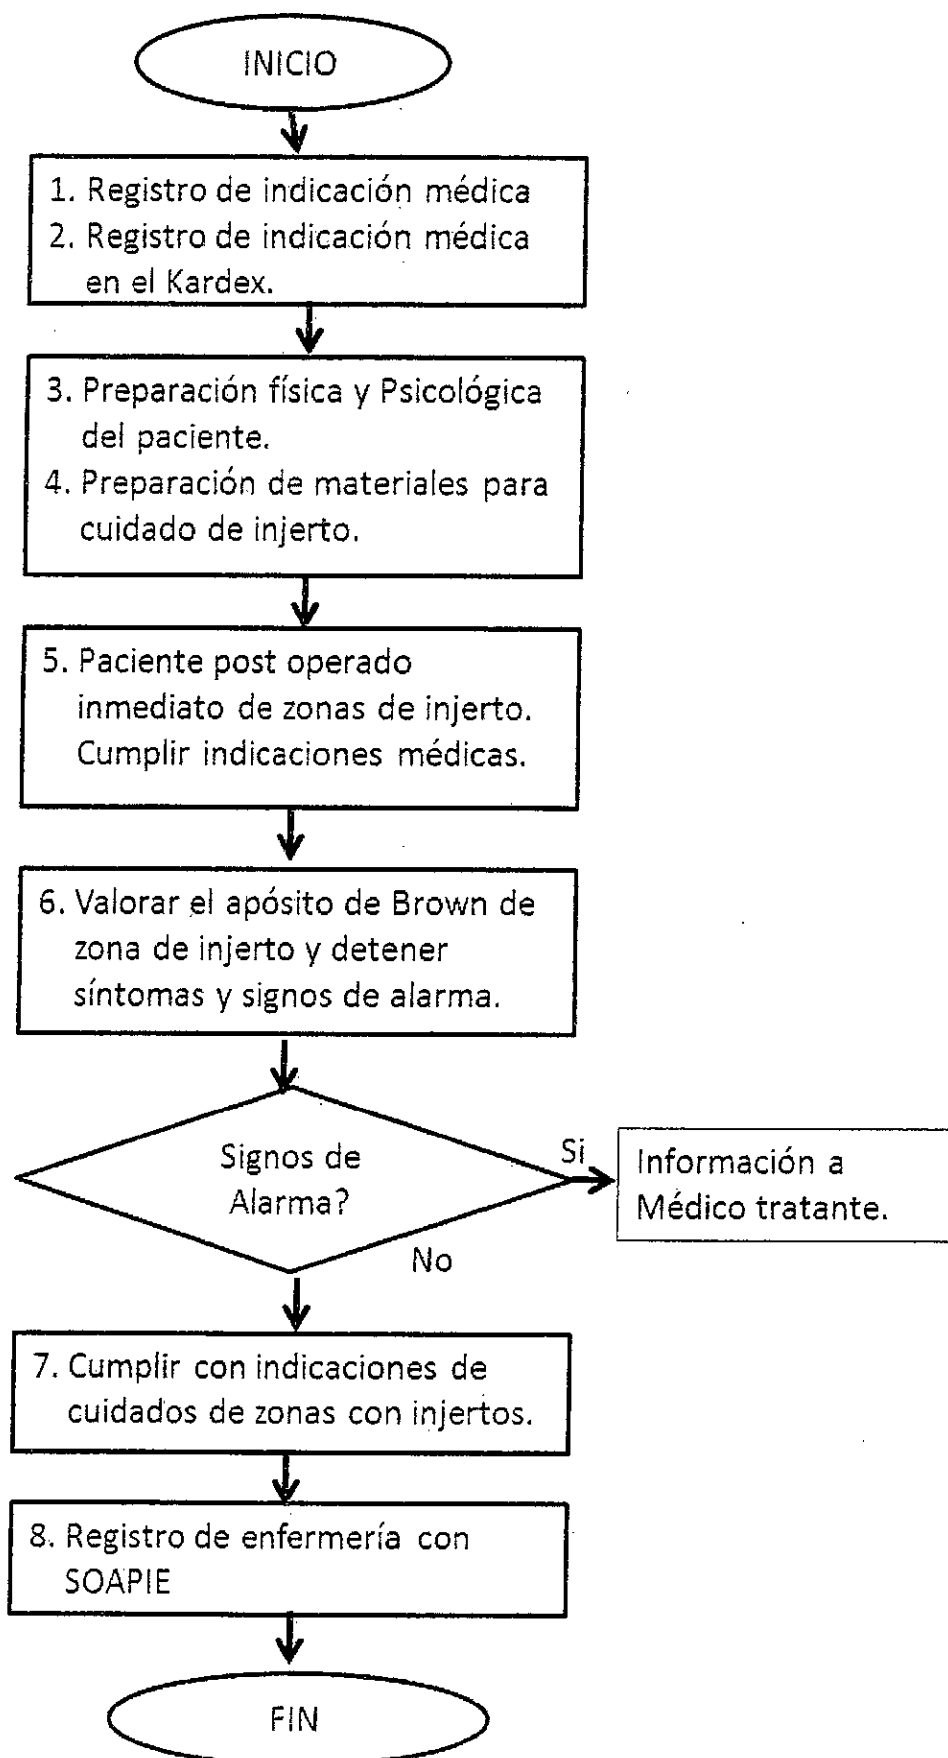 INICIO
1. Registro de indicación médica
2. Registro de indicación médica
en el Kardex.
3. Preparación física y Psicológica
del paciente.
4. Preparación de materiales para
cuidado de injerto.
5. Paciente post operado
inmediato de zonas de injerto.
Cumplir indicaciones médicas.
6. Valorar el apósito de Brown de
zona de injerto y detener
síntomas y signos de alarma.
Signos de
Alarma?
Si
Información a
Médico tratante.
No
7. Cumplir con indicaciones de
cuidados de zonas con injertos.
8. Registro de enfermería con
SOAPIE
FIN